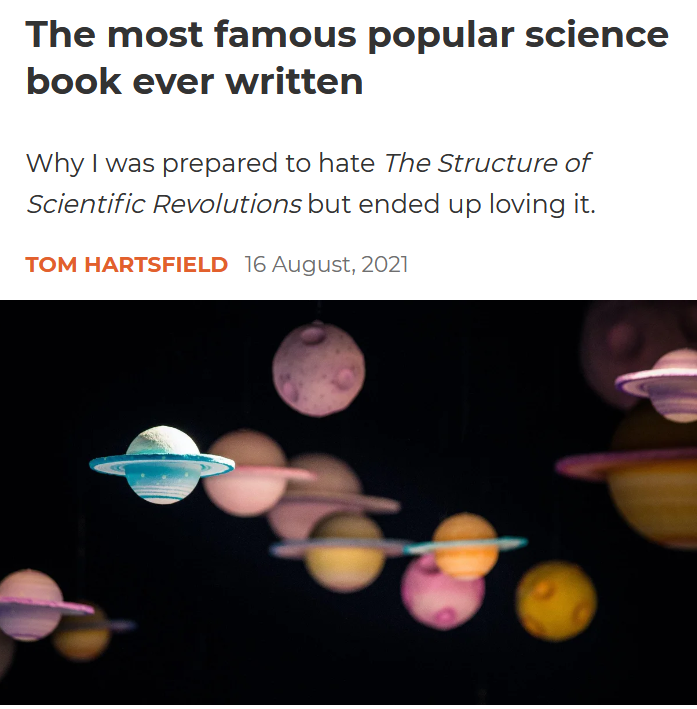 The most famous popular science
book ever written
Why I was prepared to hate The Structure of
Scientific Revolutions but ended up loving it.
TOM HARTSFIELD 16 August, 2021